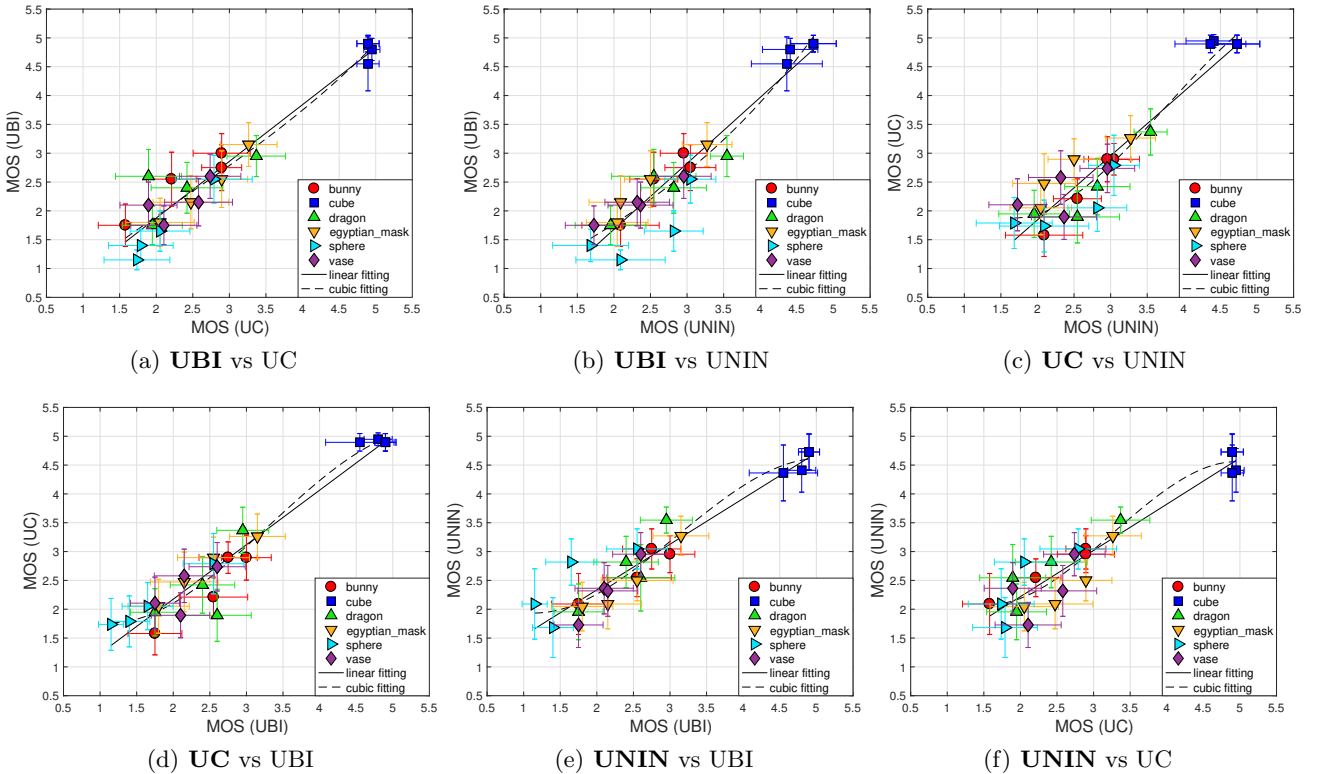 5.5
5
4.5
4
3.5
3
2.5
2
1.5
1
0.5
MOS (UBI)
bunny
cube
dragon
egyptian_mask
sphere
vase
linear fitting
cubic fitting
0.5 1 1.5 2 2.5 3 3.5 4 4.5 5 5.5
MOS (UC)
(a) UBI vs UC
5.5
5
4.5
4
3.5
3
2.5
2
1.5
1
0.5
MOS (UBI)
bunny
cube
dragon
egyptian_mask
sphere
vase
linear fitting
cubic fitting
0.5 1 1.5 2 2.5 3 3.5 4 4.5 5 5.5
MOS (UNIN)
(b) UBI vs UNIN
5.5
5
4.5
4
3.5
3
2.5
2
1.5
1
0.5
MOS (UC)
bunny
cube
dragon
egyptian_mask
sphere
vase
linear fitting
cubic fitting
0.5 1 1.5 2 2.5 3 3.5 4 4.5 5 5.5
MOS (UNIN)
(c) UC vs UNIN
5.5
5
4.5
4
3.5
3
2.5
2
1.5
1
0.5
MOS (UC)
bunny
cube
dragon
egyptian_mask
sphere
vase
linear fitting
cubic fitting
0.5 1 1.5 2 2.5 3 3.5 4 4.5 5 5.5
MOS (UBI)
(d) UC vs UBI
5.5
5
4.5
4
3.5
3
2.5
2
1.5
1
0.5
MOS (UNIN)
bunny
cube
dragon
egyptian_mask
sphere
vase
linear fitting
cubic fitting
0.5 1 1.5 2 2.5 3 3.5 4 4.5 5 5.5
MOS (UBI)
(e) UNIN vs UBI
5.5
5
4.5
4
3.5
3
2.5
2
1.5
1
0.5
MOS (UNIN)
bunny
cube
dragon
egyptian_mask
sphere
vase
linear fitting
cubic fitting
0.5 1 1.5 2 2.5 3 3.5 4 4.5 5 5.5
MOS (UC)
(f) UNIN vs UC